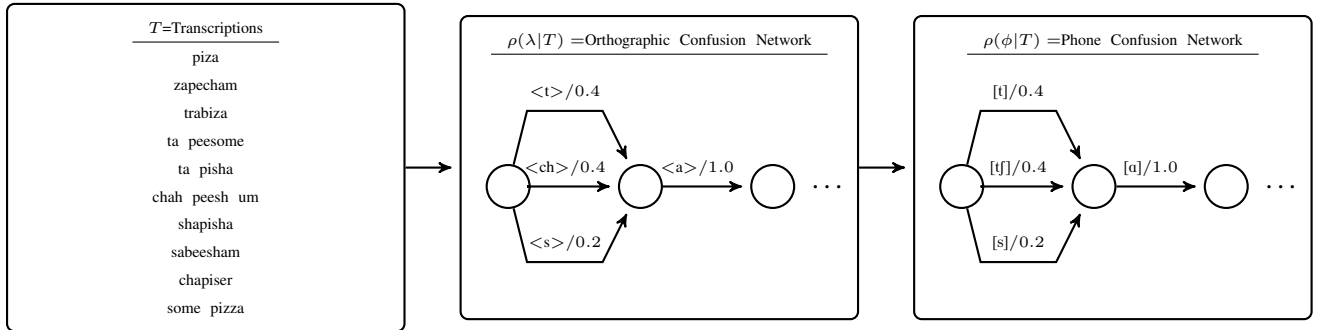 T=Transcriptions
piza
zapecham
trabiza
ta peesome
ta pisha
chah peesh um
shapisha
sabeesham
chapiser
some pizza
ρ(λ|T) =Orthographic Confusion Network
<t>/0.4
<ch>/0.4
<a>/1.0
<s>/0.2
...
ρ(ϕ|T) =Phone Confusion Network
[t]/0.4
[tʃ]/0.4
[ɑ]/1.0
[s]/0.2
...